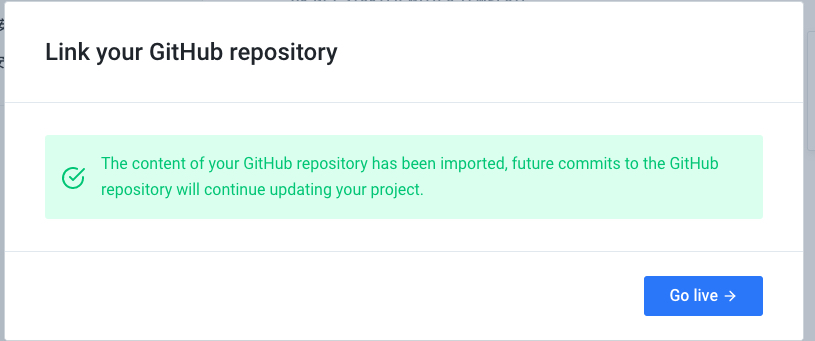 Link your GitHub repository
The content of your GitHub repository has been imported, future commits to the GitHub
repository will continue updating your project.
Go live →